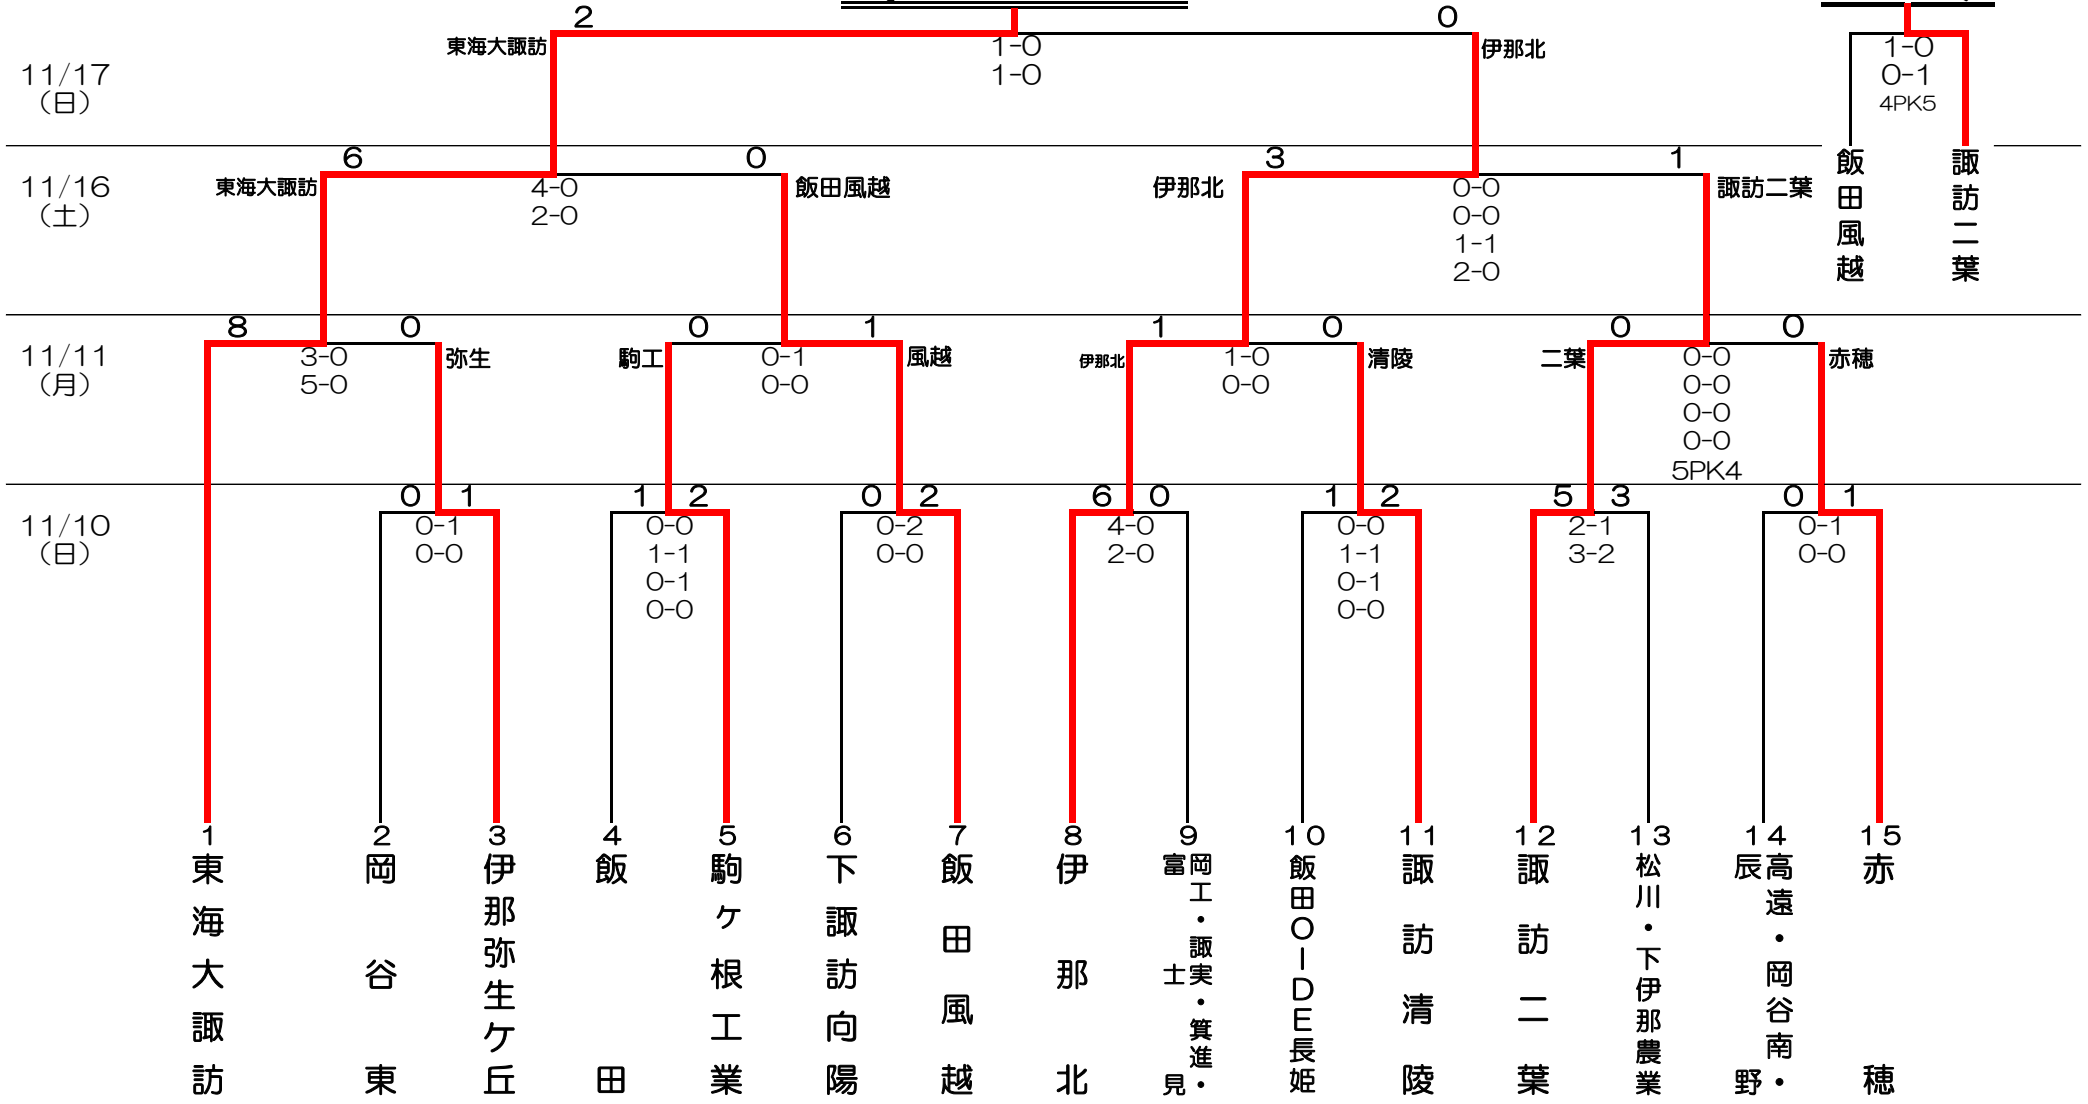 2 0
東海大諏訪 1-0 伊那北 1-0
11/17 1-0 0-1
(日) 4PK5
6 0 3 1 飯田風越 諏訪二葉
11/16 東海大諏訪 4-0 飯田風越 伊那北 0-0 諏訪二葉
(土) 2-0 0-0
1-1
2-0
8 0 0 1 1 0 0 0
11/11 3-0 弥生 駒工 0-1 風越 伊那北 1-0 清陵 二葉 0-0 赤穂
(月) 5-0 0-0 0-0 0-0
0-0
0-0
5PK4
0 1 1 2 0 2 6 0 1 2 5 3 0 1
11/10 0-1 0-0 0-2 4-0 0-0 2-1 0-1
(日) 0-0 1-1 0-0 2-0 1-1 3-2 0-0
0-1 0-1
0-0 0-0
1 2 3 4 5 6 7 8 9 10 11 12 13 14 15
東海大諏訪
岡谷東
伊那弥生ケ丘
飯田
駒ケ根工業
下諏訪向陽
飯田風越
伊那北
岡工・諏実・箕進・
富士見
飯田OIDE長姫
諏訪清陵
諏訪二葉
松川・下伊那農業
高遠・岡谷南・
辰野
赤穂